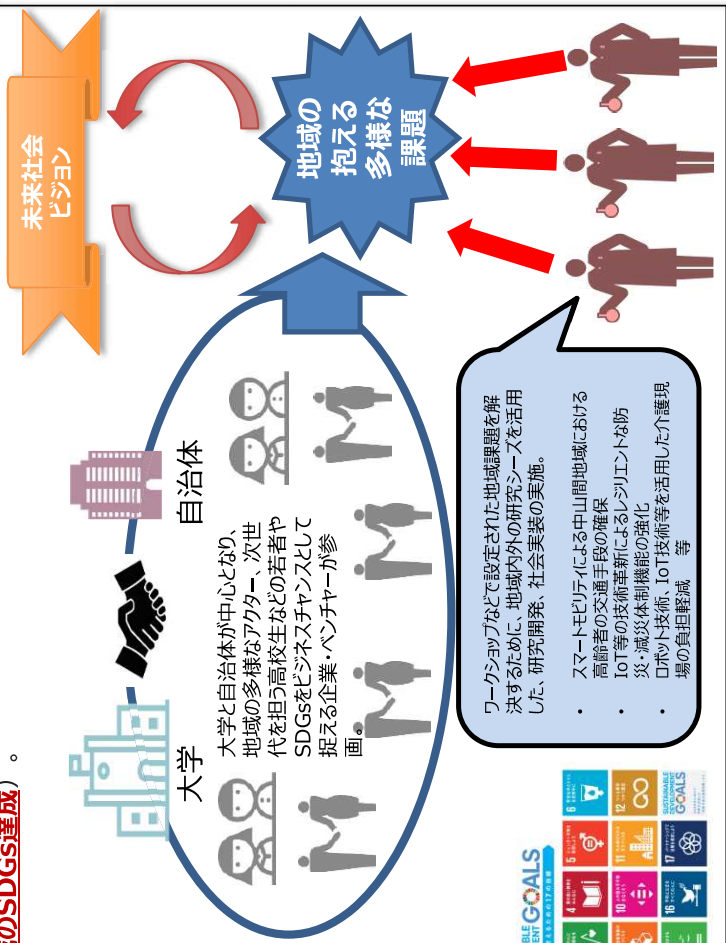 のSDGs達成）。
未来社会
ビジョン
地域の
抱える
多様な
課題
大学
自治体
大学と自治体が中心となり、
地域の多様なアクター、次世
代を担う高校生などの若者や
SDGsをビジネスチャンスとして
捉える企業・ベンチャーが参
画。
ワークショップなどで設定された地域課題を解
決するために、地域内外の研究シーズを活用
した、研究開発、社会実装の実施。
• スマートモビリティによる中山間地域における
高齢者の交通手段の確保
• IoT等の技術革新によるレジリエントな防
災・減災体制機能の強化
• ロボット技術、IoT技術等を活用した介護現
場の負担軽減　等
GOALS
4
5
6
10
11
12
16
17
SUSTAINABLE
DEVELOPMENT
GOALS